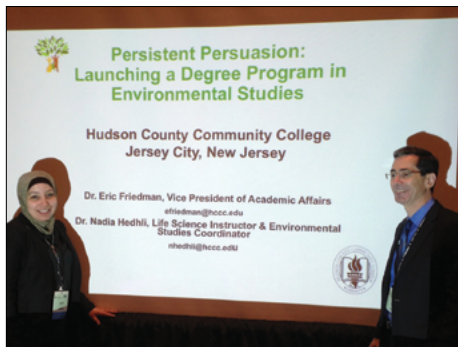 Persistent Persuasion:
Launching a Degree Program in
Environmental Studies
Hudson County Community College
Jersey City, New Jersey
Dr. Eric Friedman, Vice President of Academic Affairs
efriedman@hccc.edu
Dr. Nadia Hedhli, Life Science Instructor & Environmental
Studies Coordinator
nhedhli@hccc.edU